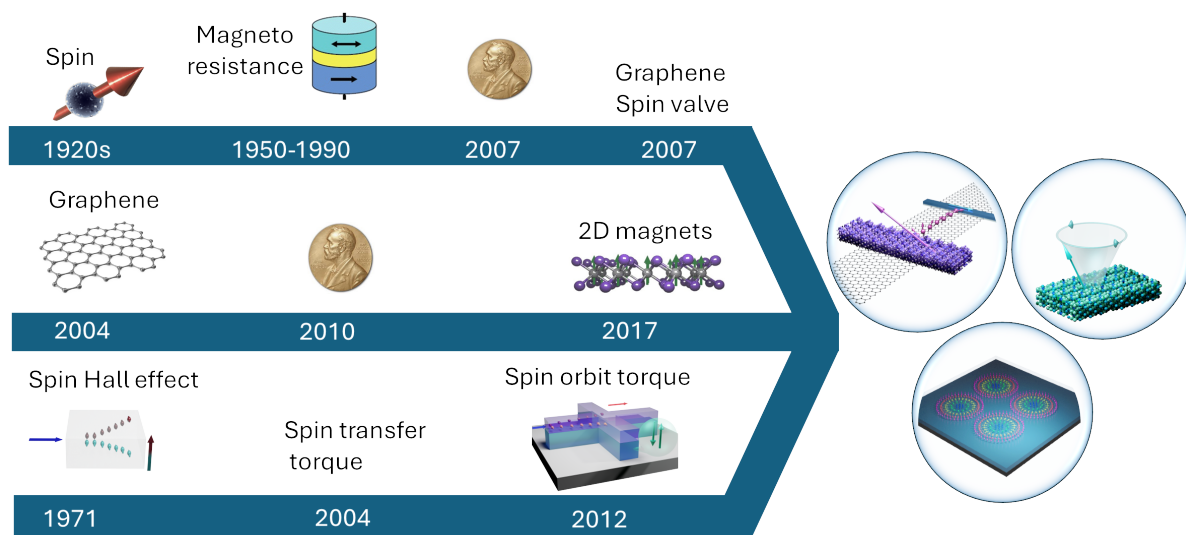 Spin
Magneto
resistance
Graphene
Spin valve
1920s
1950-1990
2007
2007
Graphene
2D magnets
2004
2010
2017
Spin Hall effect
Spin transfer
torque
Spin orbit torque
1971
2004
2012